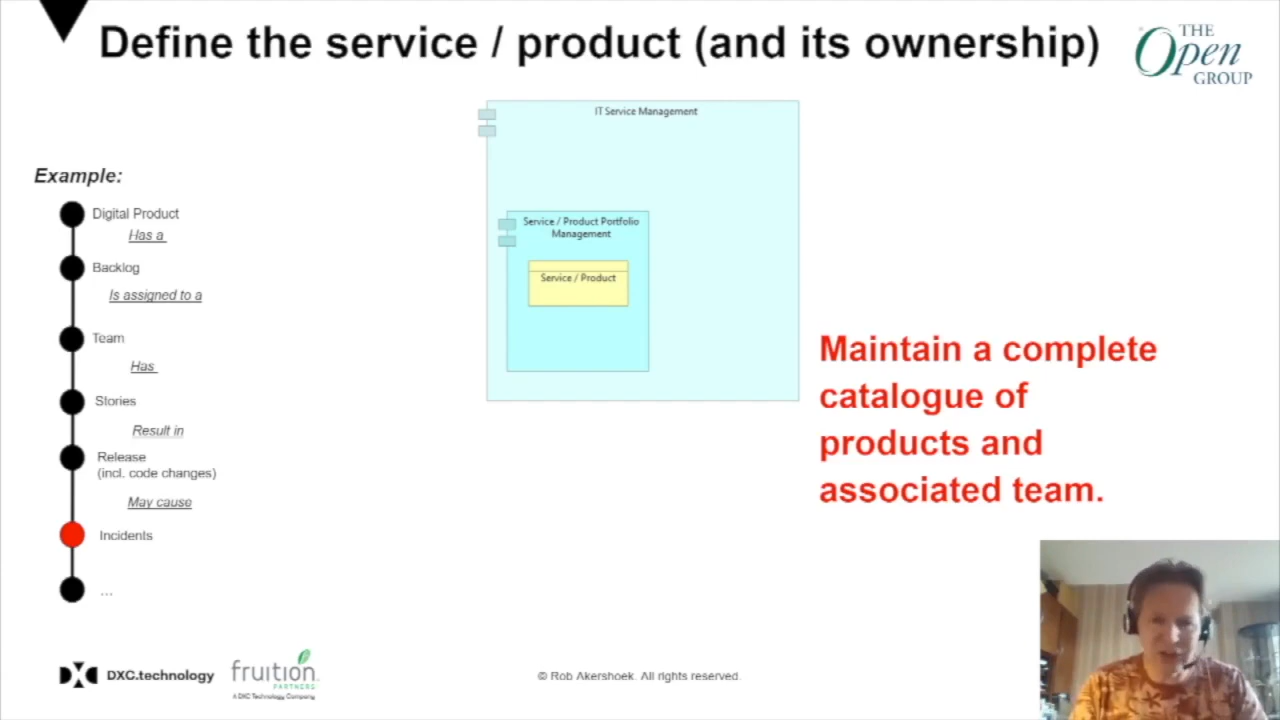 Define the service / product (and its ownership)
THE
Open
GROUP
IT Service Management
Example:
Digital Product
Has a
Backlog
Is assigned to a
Team
Has
Stories
Result in
Release
(incl. code changes)
May cause
Incidents
...
Service / Product Portfolio
Management
Service / Product
Maintain a complete
catalogue of
products and
associated team.
DXC.technology
fruition
PARTNERS
A DXC Technology Company
© Rob Akershoek. All rights reserved.